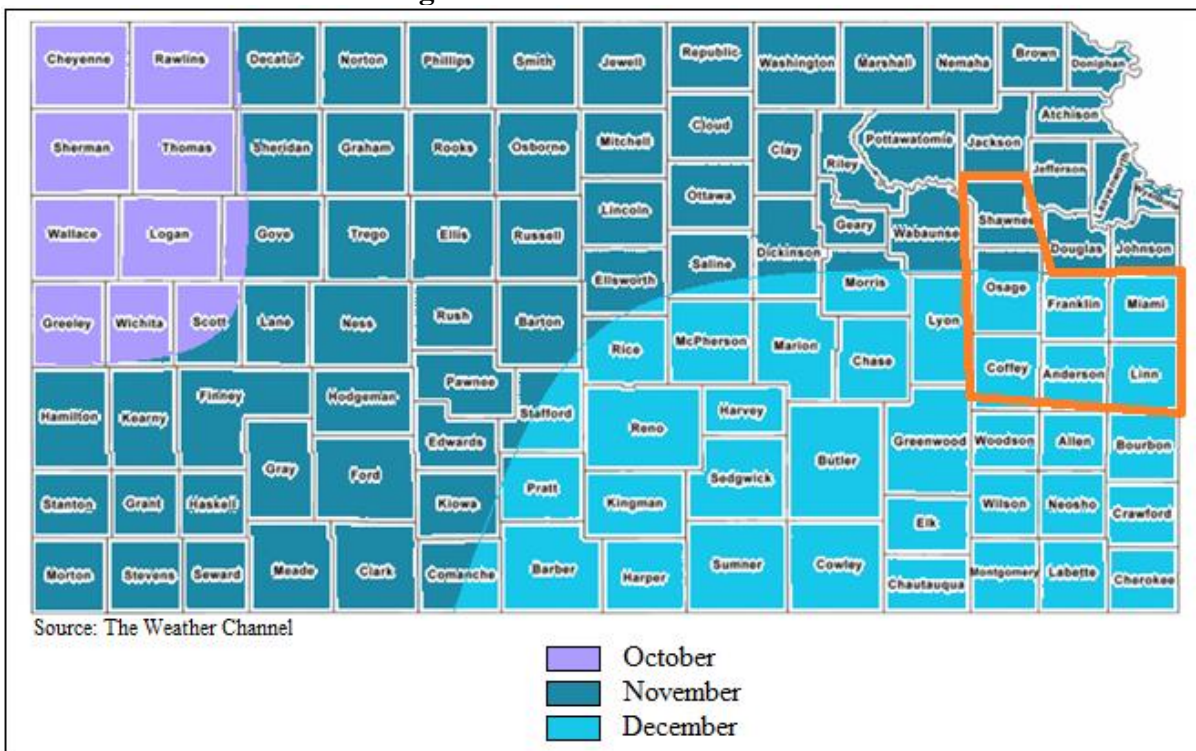 Cheyenne Rawlins Decatur Norton Phillips Smith Jewell Republic Washington Marshall Nemaha Brown Doniphan
Sherman Thomas Sheridan Graham Rooks Osborne Mitchell Cloud Clay Riley Pottawatomie Jackson Atchison
Jefferson Leavenworth
Wallace Logan Gove Trego Ellis Russell Lincoln Ottawa Dickinson Geary Wabaunse Shawnee Douglas Johnson
Ellsworth Saline Morris Osage Franklin Miami
Greeley Wichita Scott Lane Ness Rush Barton Rice McPherson Marion Chase Lyon Coffey Anderson Linn
Hamilton Kearny Finney Hodgeman Pawnee Stafford Reno Harvey Butler Greenwood Woodson Allen Bourbon
Edwards
Gray Ford Sedgwick
Stanton Grant Haskell Kiowa Pratt Kingman Elk Wilson Neosho Crawford
Morton Stevens Seward Meade Clark Comanche Barber Harper Sumner Cowley Chautauqua Montgomery Labette Cherokee
Source: The Weather Channel
October
November
December